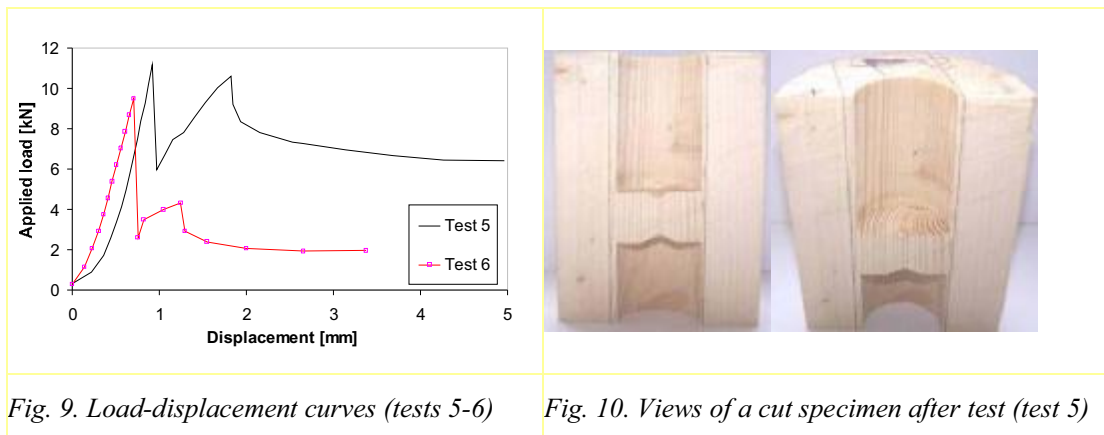 12
10
8
6
4
2
0
Applied load [kN]
Test 5
Test 6
0 1 2 3 4 5
Displacement [mm]
Fig. 9. Load-displacement curves (tests 5-6)
Fig. 10. Views of a cut specimen after test (test 5)